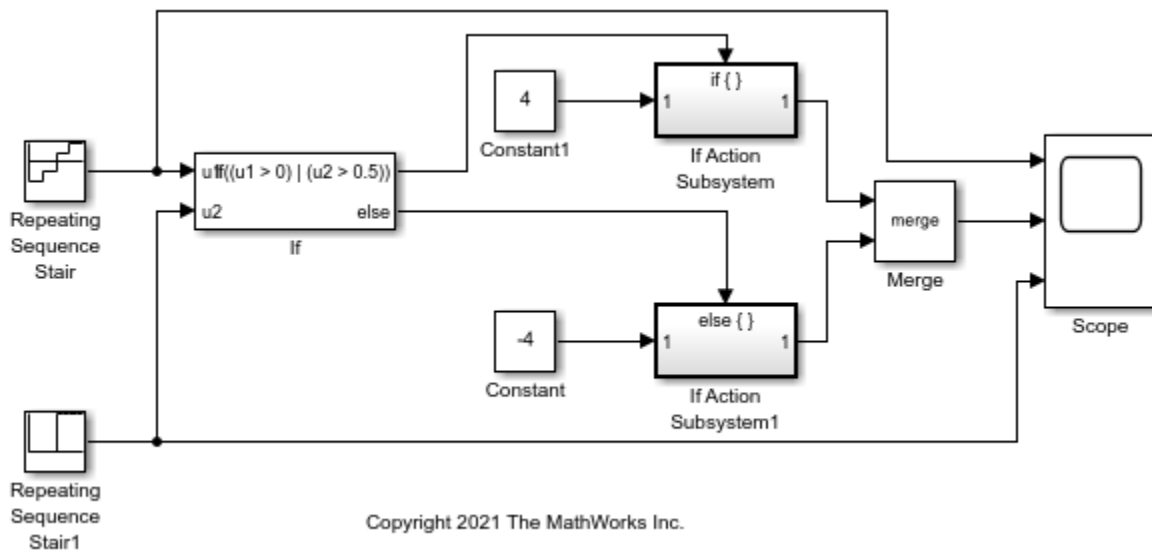 4
Constant1
if { }
1 1
If Action
Subsystem
u1 if((u1 > 0) | (u2 > 0.5))
u2 else
If
Repeating
Sequence
Stair
merge
Merge
Scope
-4
Constant
else { }
1 1
If Action
Subsystem1
Repeating
Sequence
Stair1
Copyright 2021 The MathWorks Inc.